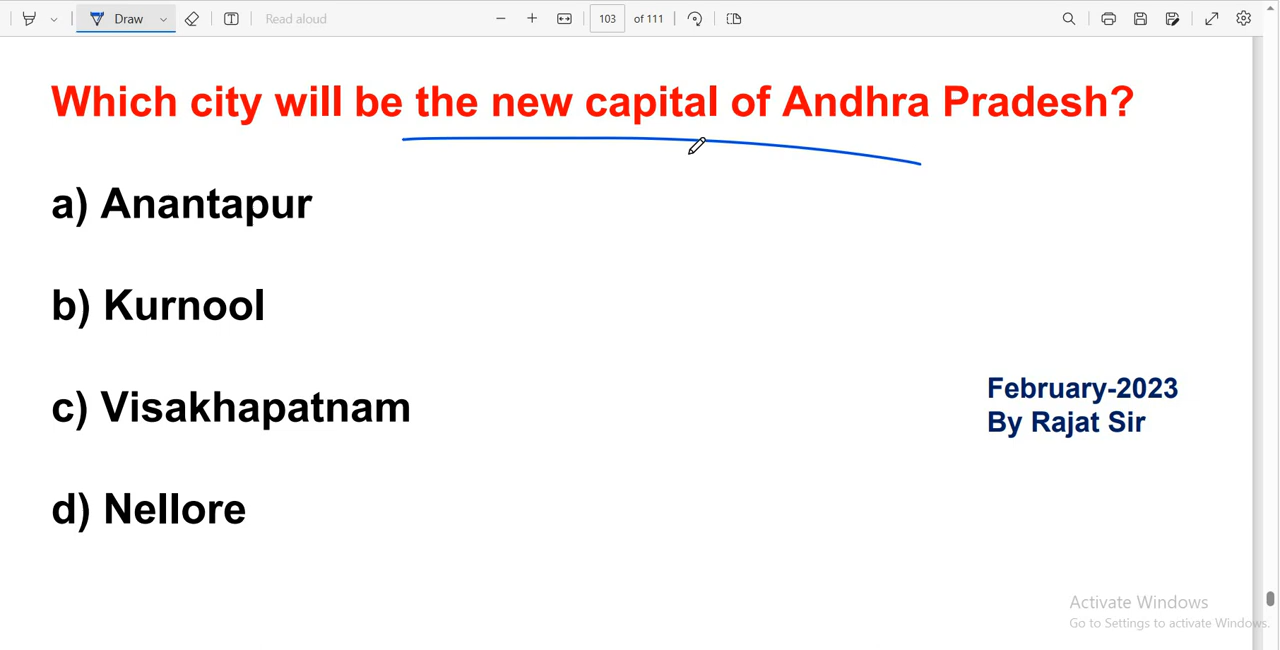 Draw
Read aloud
103 of 111
Which city will be the new capital of Andhra Pradesh?
a) Anantapur
b) Kurnool
c) Visakhapatnam
d) Nellore
February-2023
By Rajat Sir
Activate Windows
Go to Settings to activate Windows.